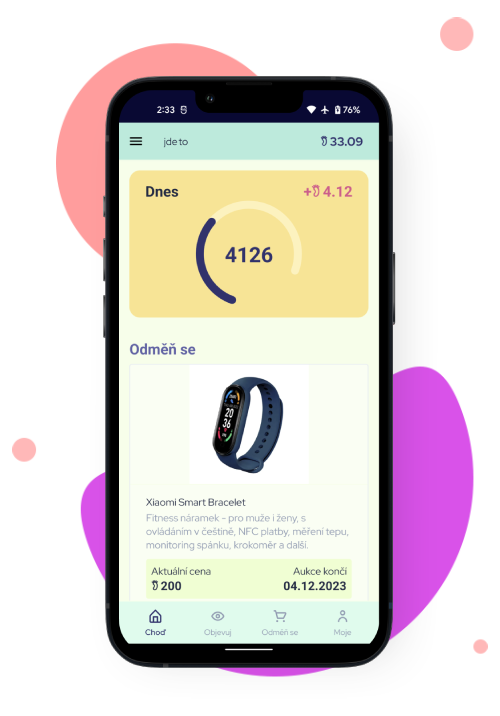 2:33 76%
jde to 33.09
Dnes + 4.12
4126
Odměň se
20
36
Xiaomi Smart Bracelet
Fitness náramek - pro muže i ženy, s
ovládáním v češtině, NFC platby, měření tepu,
monitoring spánku, krokoměr a další.
Aktuální cena Aukce končí
200 04.12.2023
Choď Objevuj Odměň se Moje